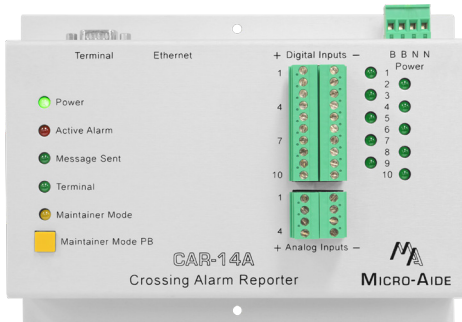 Terminal
Ethernet
+ Digital Inputs −
B B N N
Power
1
4
7
10
1
2
3
4
5
6
7
8
9
10
Power
Active Alarm
Message Sent
Terminal
Maintainer Mode
Maintainer Mode PB
1
4
+ Analog Inputs −
CAR-14A
Crossing Alarm Reporter
MA
MICRO-AIDE